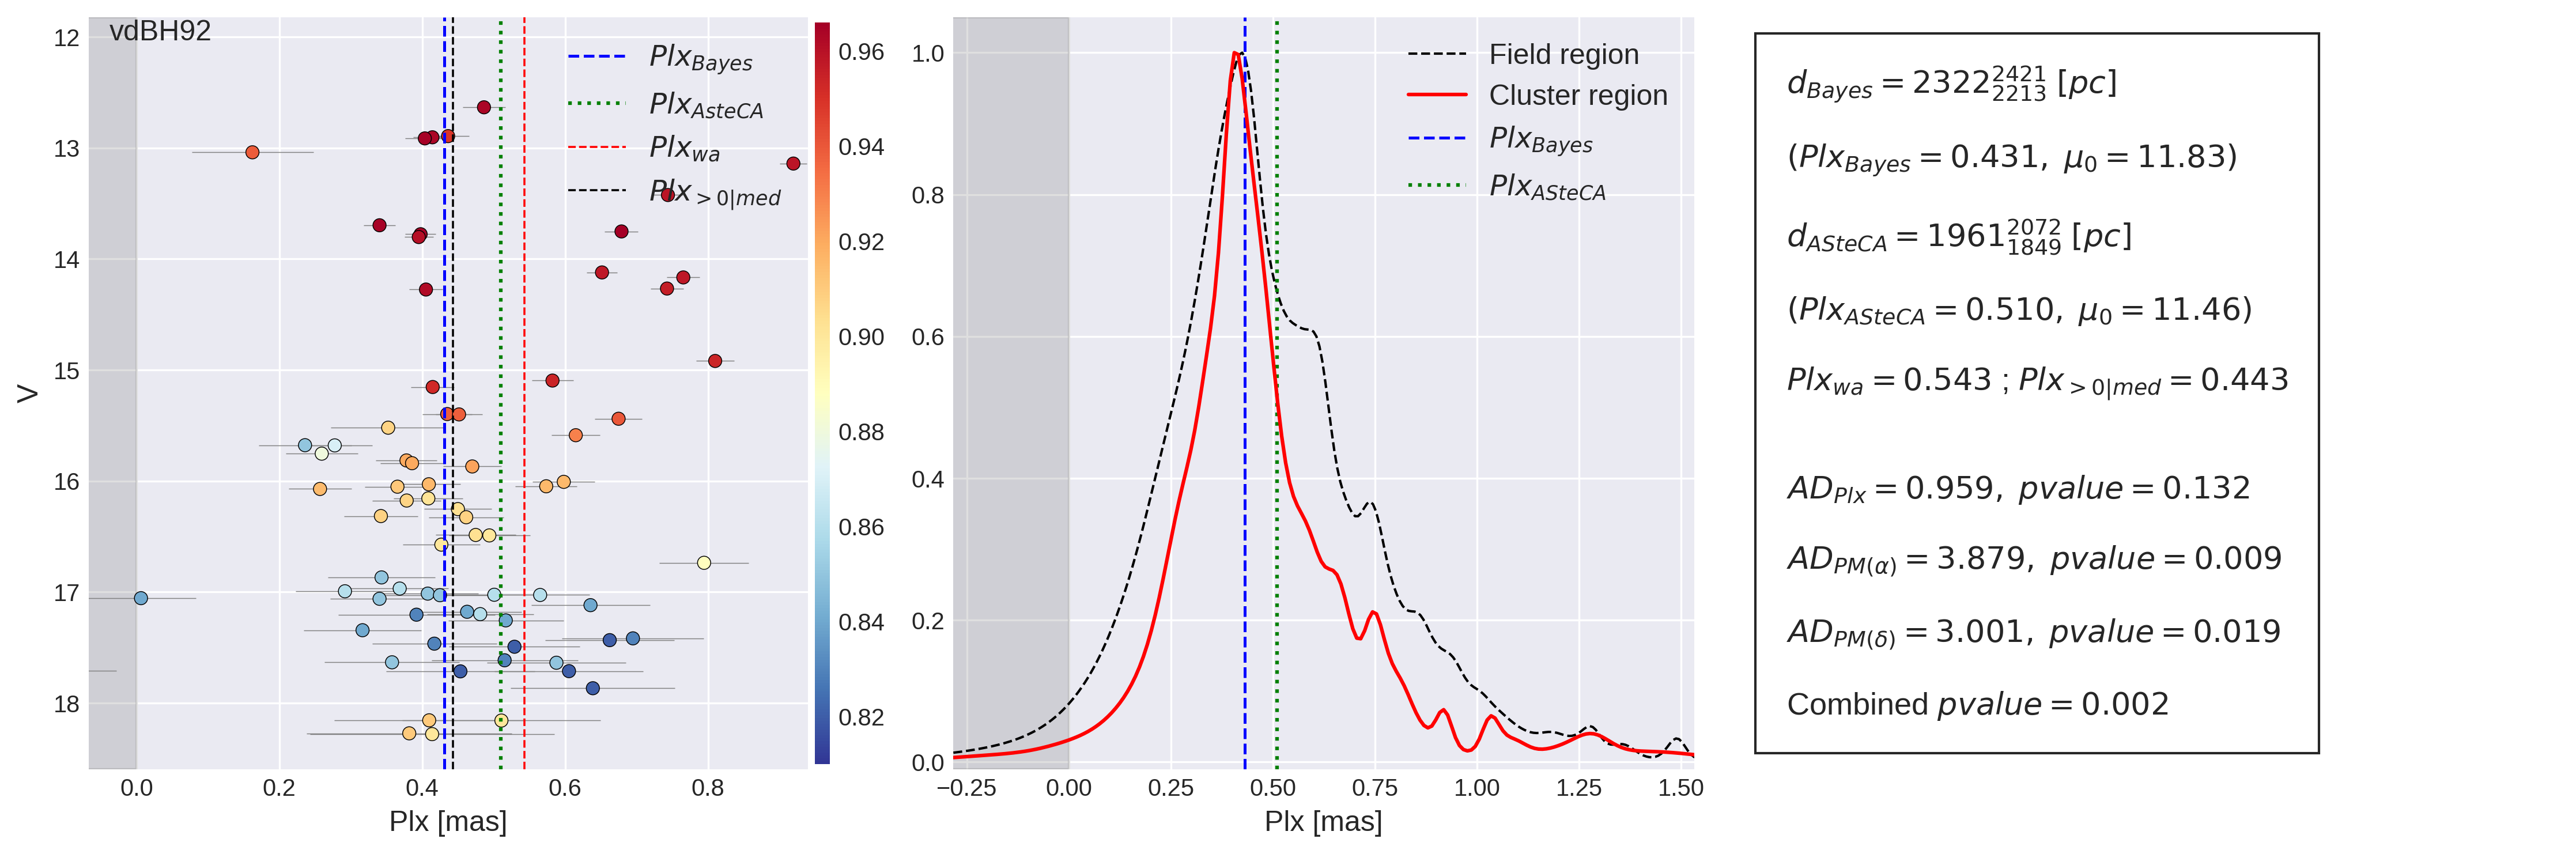 vdBH92
12
13
14
15
16
17
18
V
0.0 0.2 0.4 0.6 0.8
Plx [mas]
Plx_Bayes
Plx_AsteCA
Plx_wa
Plx_>0|med
0.96
0.94
0.92
0.90
0.88
0.86
0.84
0.82
1.0
0.8
0.6
0.4
0.2
0.0
−0.25 0.00 0.25 0.50 0.75 1.00 1.25 1.50
Plx [mas]
Field region
Cluster region
Plx_Bayes
Plx_ASteCA
d_Bayes = 2322^2421_2213 [pc]
(Plx_Bayes = 0.431, μ_0 = 11.83)
d_ASteCA = 1961^2072_1849 [pc]
(Plx_ASteCA = 0.510, μ_0 = 11.46)
Plx_wa = 0.543 ; Plx_>0|med = 0.443
AD_Plx = 0.959, pvalue = 0.132
AD_PM(α) = 3.879, pvalue = 0.009
AD_PM(δ) = 3.001, pvalue = 0.019
Combined pvalue = 0.002